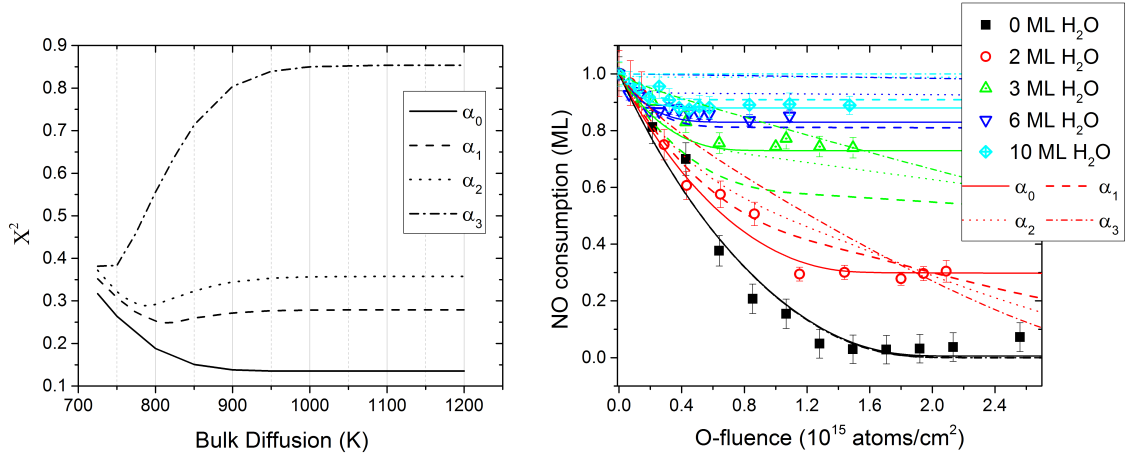 0.9
0.8
0.7
0.6
0.5
0.4
0.3
0.2
0.1
X²
700 800 900 1000 1100 1200
Bulk Diffusion (K)
α₀
α₁
α₂
α₃
1.0
0.8
0.6
0.4
0.2
0.0
NO consumption (ML)
0.0 0.4 0.8 1.2 1.6 2.0 2.4
O-fluence (10¹⁵ atoms/cm²)
0 ML H₂O
2 ML H₂O
3 ML H₂O
6 ML H₂O
10 ML H₂O
α₀ α₁
α₂ α₃